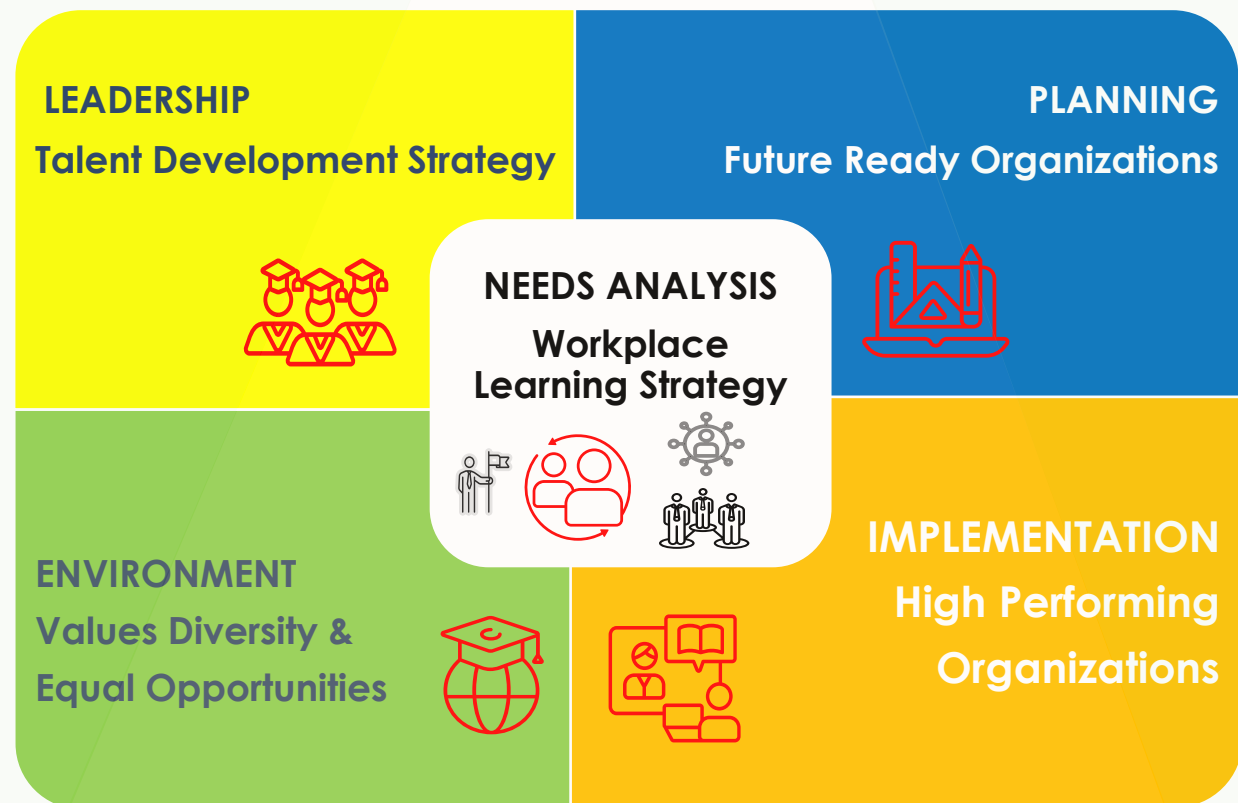 LEADERSHIP
Talent Development Strategy
PLANNING
Future Ready Organizations
NEEDS ANALYSIS
Workplace
Learning Strategy
ENVIRONMENT
Values Diversity &
Equal Opportunities
IMPLEMENTATION
High Performing
Organizations